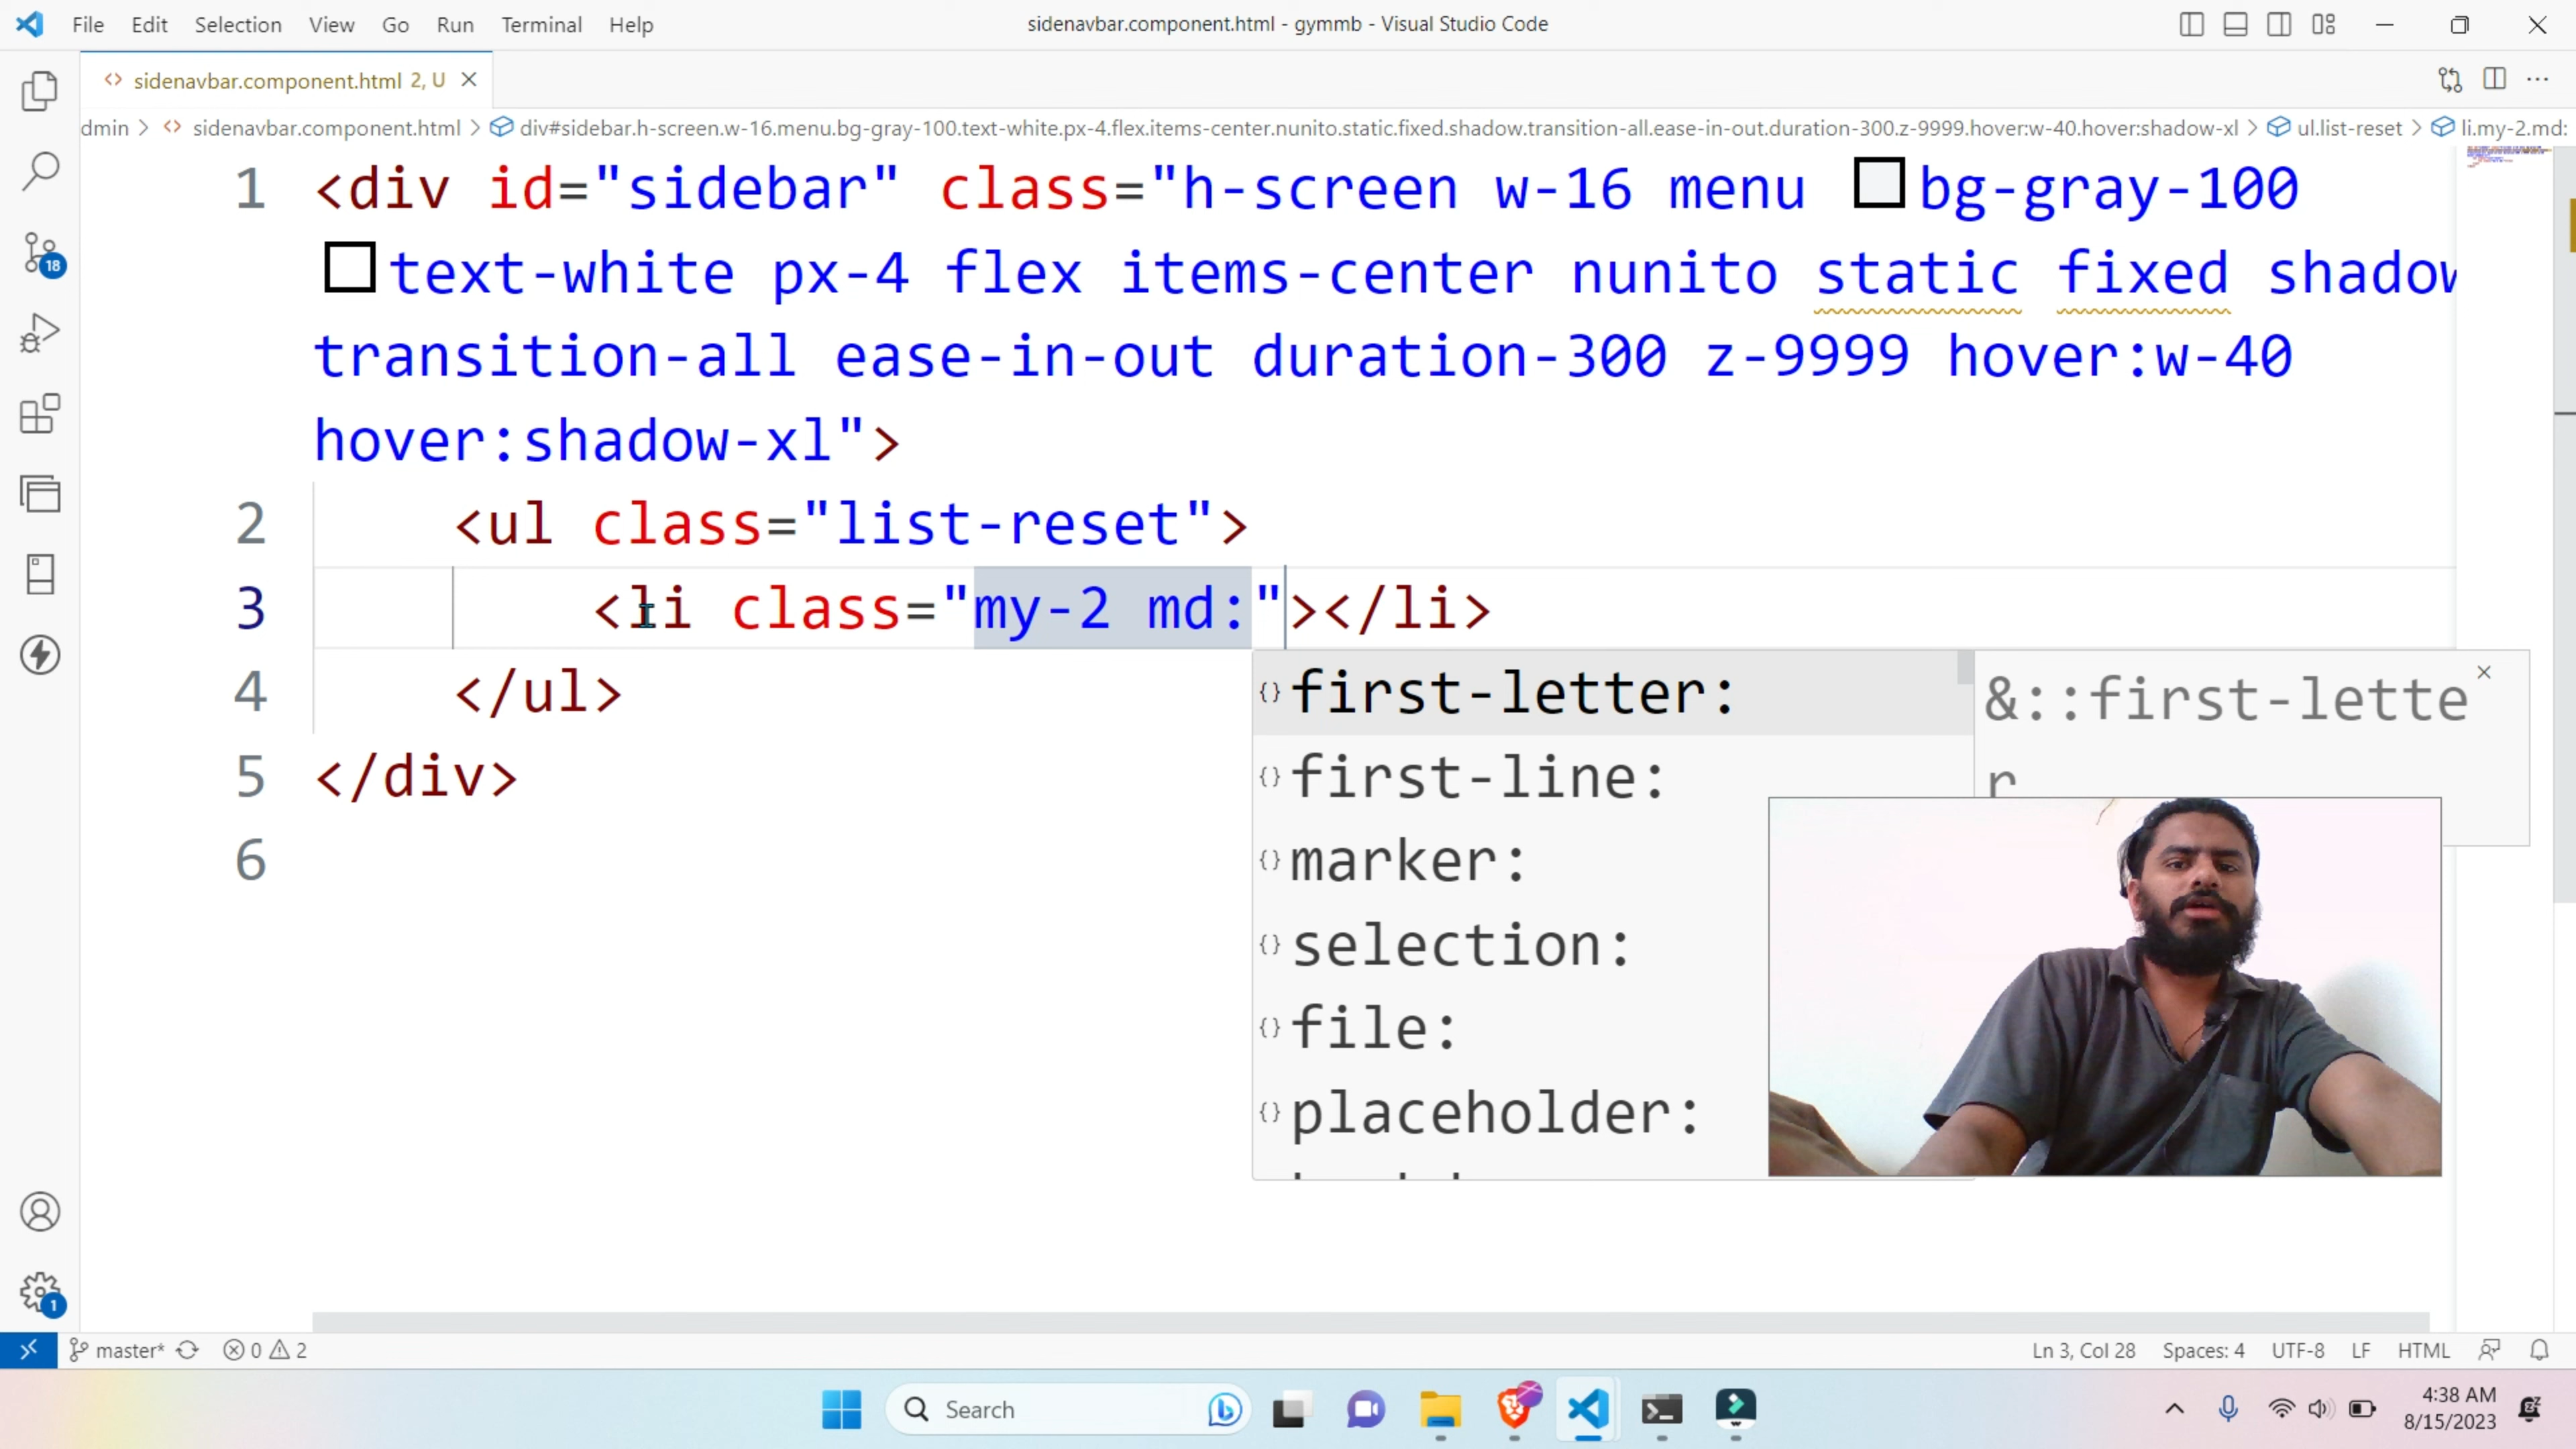 File Edit Selection View Go Run Terminal Help
sidenavbar.component.html - gymmb - Visual Studio Code
sidenavbar.component.html 2, U
dmin > sidenavbar.component.html > div#sidebar.h-screen.w-16.menu.bg-gray-100.text-white.px-4.flex.items-center.nunito.static.fixed.shadow.transition-all.ease-in-out.duration-300.z-9999.hover:w-40.hover:shadow-xl > ul.list-reset > li.my-2.md:
1 <div id="sidebar" class="h-screen w-16 menu bg-gray-100
text-white px-4 flex items-center nunito static fixed shadow
transition-all ease-in-out duration-300 z-9999 hover:w-40
hover:shadow-xl">
2 <ul class="list-reset">
3 <li class="my-2 md:"></li>
4 </ul>
5 </div>
6
first-letter:
first-line:
marker:
selection:
file:
placeholder:
&::first-lette
r
18
1
master* 0 2
Ln 3, Col 28 Spaces: 4 UTF-8 LF HTML
Search
4:38 AM
8/15/2023